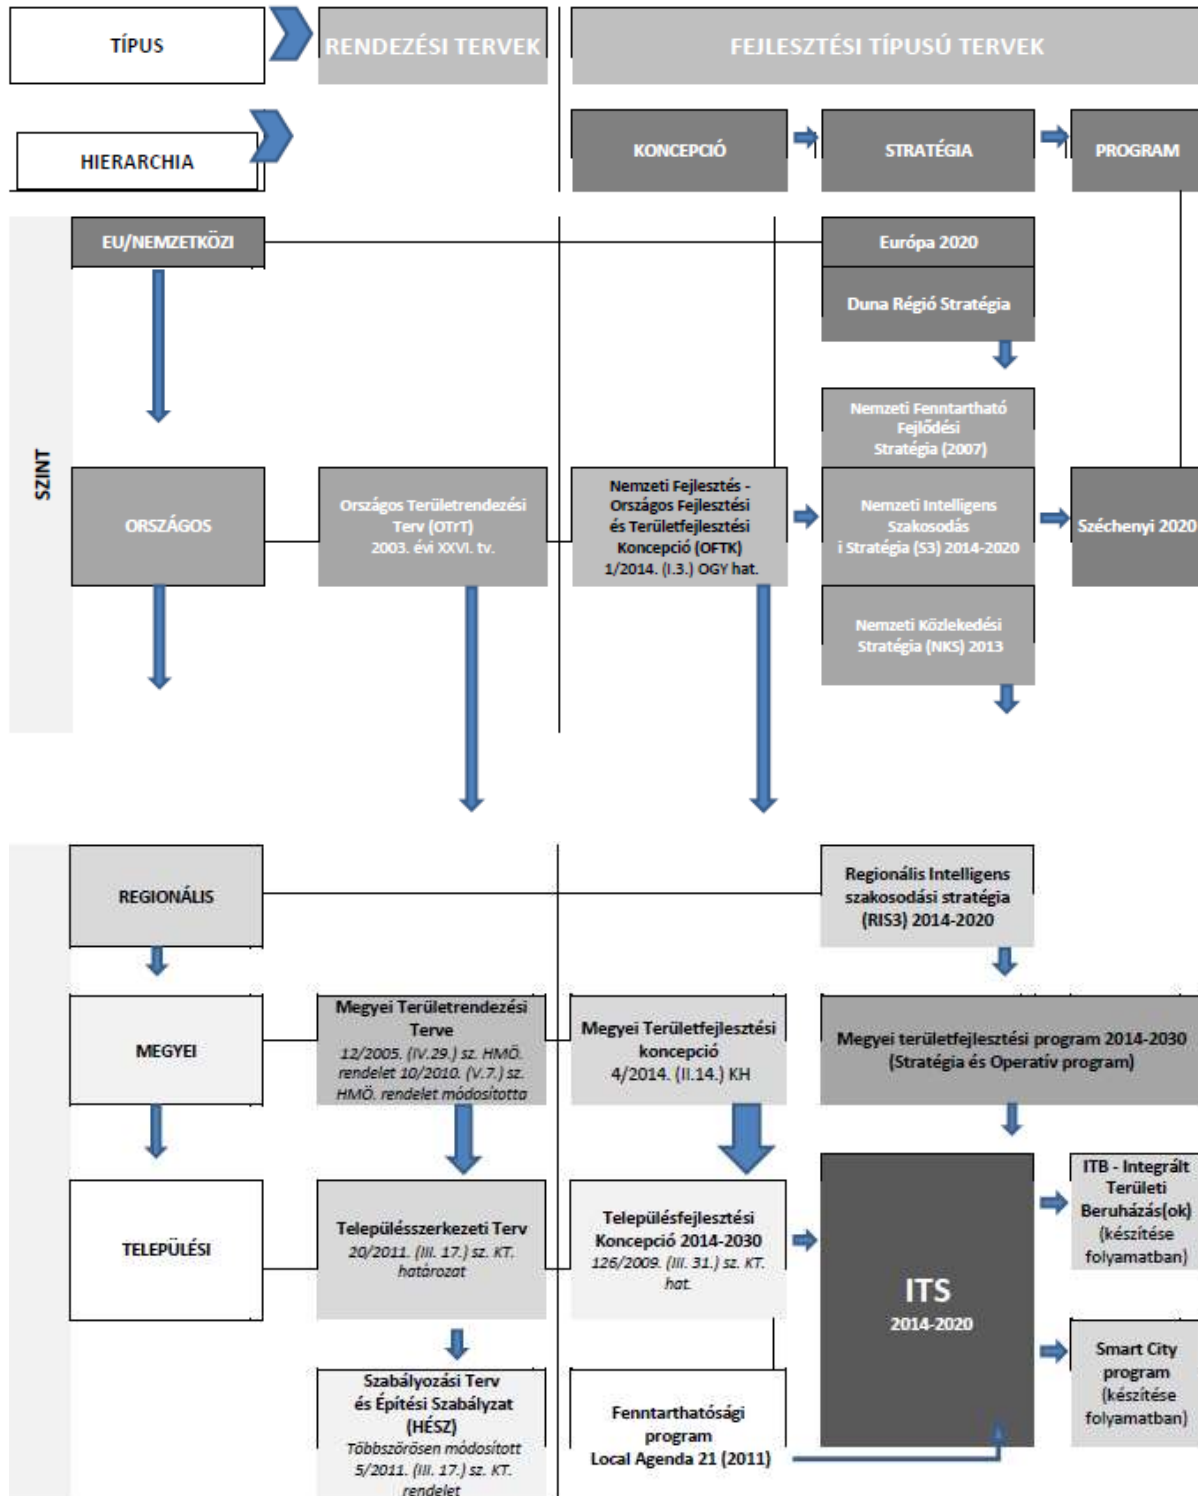 TÍPUS
RENDEZÉSI TERVEK
FEJLESZTÉSI TÍPUSÚ TERVEK
HIERARCHIA
KONCEPCIÓ
STRATÉGIA
PROGRAM
SZINT
EU/NEMZETKÖZI
Európa 2020
Duna Régió Stratégia
Nemzeti Fenntartható
Fejlődési
Stratégia (2007)
ORSZÁGOS
Országos Területrendezési
Terv (OTrT)
2003. évi XXVI. tv.
Nemzeti Fejlesztés -
Országos Fejlesztési
és Területfejlesztési
Koncepció (OFTK)
1/2014. (I.3.) OGY hat.
Nemzeti Intelligens
Szakosodás
i Stratégia (S3) 2014-2020
Széchenyi 2020
Nemzeti Közlekedési
Stratégia (NKS) 2013
REGIONÁLIS
Regionális Intelligens
szakosodási stratégia
(RIS3) 2014-2020
MEGYEI
Megyei Területrendezési
Terve
12/2005. (IV.29.) sz. HMÖ.
rendelet 10/2010. (V.7.) sz.
HMÖ. rendelet módosította
Megyei Területfejlesztési
koncepció
4/2014. (II.14.) KH
Megyei területfejlesztési program 2014-2030
(Stratégia és Operatív program)
TELEPÜLÉSI
Településszerkezeti Terv
20/2011. (III. 17.) sz. KT.
határozat
Településfejlesztési
Koncepció 2014-2030
126/2009. (III. 31.) sz. KT.
hat.
ITS
2014-2020
ITB - Integrált
Területi
Beruházás(ok)
(készítése
folyamatban)
Szabályozási Terv
és Építési Szabályzat
(HÉSZ)
Többszörösen módosított
5/2011. (III. 17.) sz. KT.
rendelet
Fenntarthatósági
program
Local Agenda 21 (2011)
Smart City
program
(készítése
folyamatban)